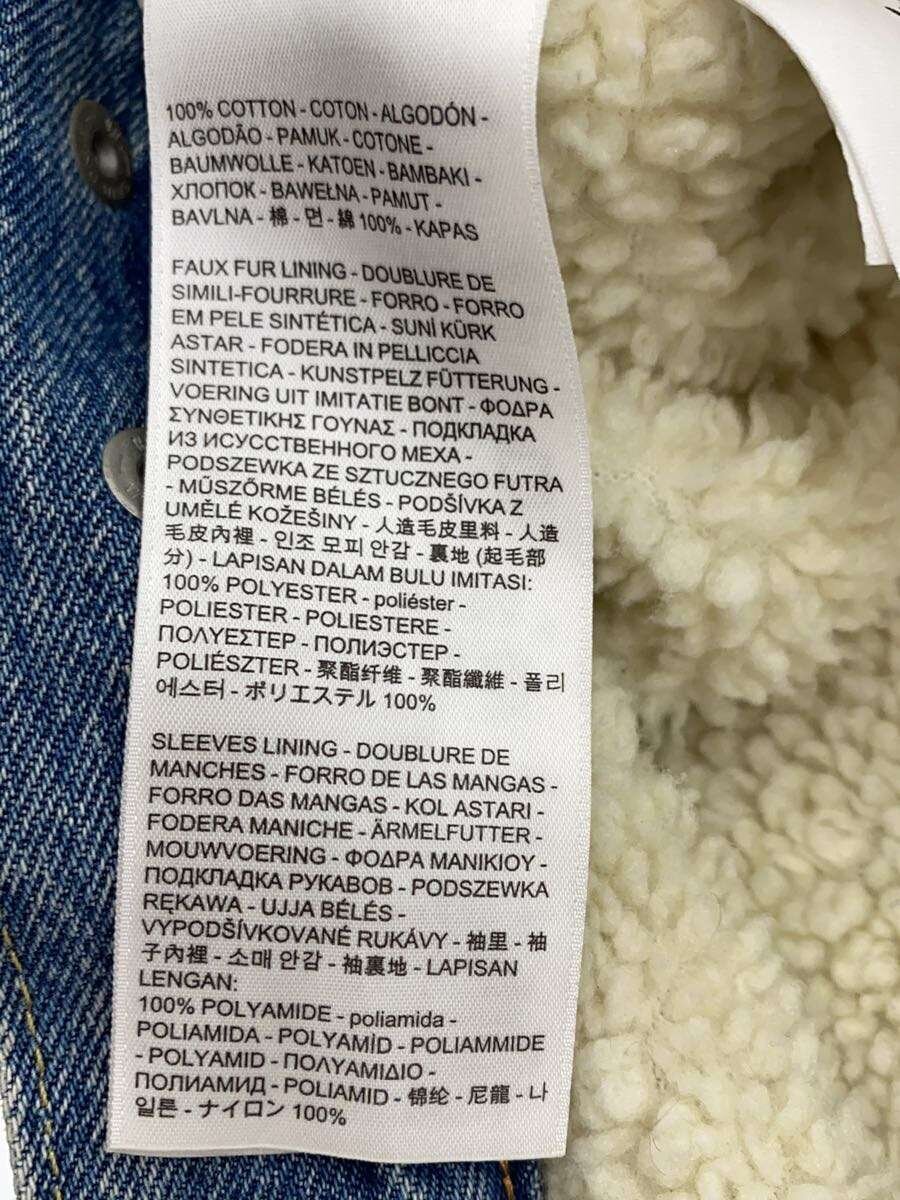 100% COTTON - COTON - ALGODÓN -
ALGODÃO - PAMUK - COTONE -
BAUMWOLLE - KATOEN - BAMBAKI -
ХЛОПОК - BAWEŁNA - PAMUT -
BAVLNA - 棉 - 면 - 綿 100% - KAPAS
FAUX FUR LINING - DOUBLURE DE
SIMILI-FOURRURE - FORRO - FORRO
EM PELE SINTÉTICA - SUNİ KÜRK
ASTAR - FODERA IN PELLICCIA
SINTETICA - KUNSTPELZ FÜTTERUNG -
VOERING UIT IMITATIE BONT - ΦΟΔΡΑ
ΣΥΝΘΕΤΙΚΗΣ ΓΟΥΝΑΣ - ПОДКЛАДКА
ИЗ ИСУССТВЕННОГО МЕХА -
PODSZEWKA ZE SZTUCZNEGO FUTRA
- MŰSZŐRME BÉLÉS - PODŠÍVKA Z
UMĚLÉ KOŽEŠINY - 人造毛皮里料 - 人造
毛皮內裡 - 인조 모피 안감 - 裏地 (起毛部
分) - LAPISAN DALAM BULU IMITASI:
100% POLYESTER - poliéster -
POLIESTER - POLIESTERE -
ΠΟΛΥΕΣΤΕΡ - ПОЛИЭСТЕР -
POLIÉSZTER - 聚酯纤维 - 聚酯纖維 - 폴리
에스터 - ポリエステル 100%
SLEEVES LINING - DOUBLURE DE
MANCHES - FORRO DE LAS MANGAS -
FORRO DAS MANGAS - KOL ASTARI -
FODERA MANICHE - ÄRMELFUTTER -
MOUWVOERING - ΦΟΔΡΑ ΜΑΝΙΚΙΟΥ -
ПОДКЛАДКА РУКАВОВ - PODSZEWKA
RĘKAWA - UJJA BÉLÉS -
VYPODŠÍVKOVANÉ RUKÁVY - 袖里 - 袖
子內裡 - 소매 안감 - 袖裏地 - LAPISAN
LENGAN:
100% POLYAMIDE - poliamida -
POLIAMIDA - POLYAMİD - POLIAMMIDE
- POLYAMID - ΠΟΛΥΑΜΙΔΙΟ -
ПОЛИАМИД - POLIAMID - 锦纶 - 尼龍 - 나
일론 - ナイロン 100%